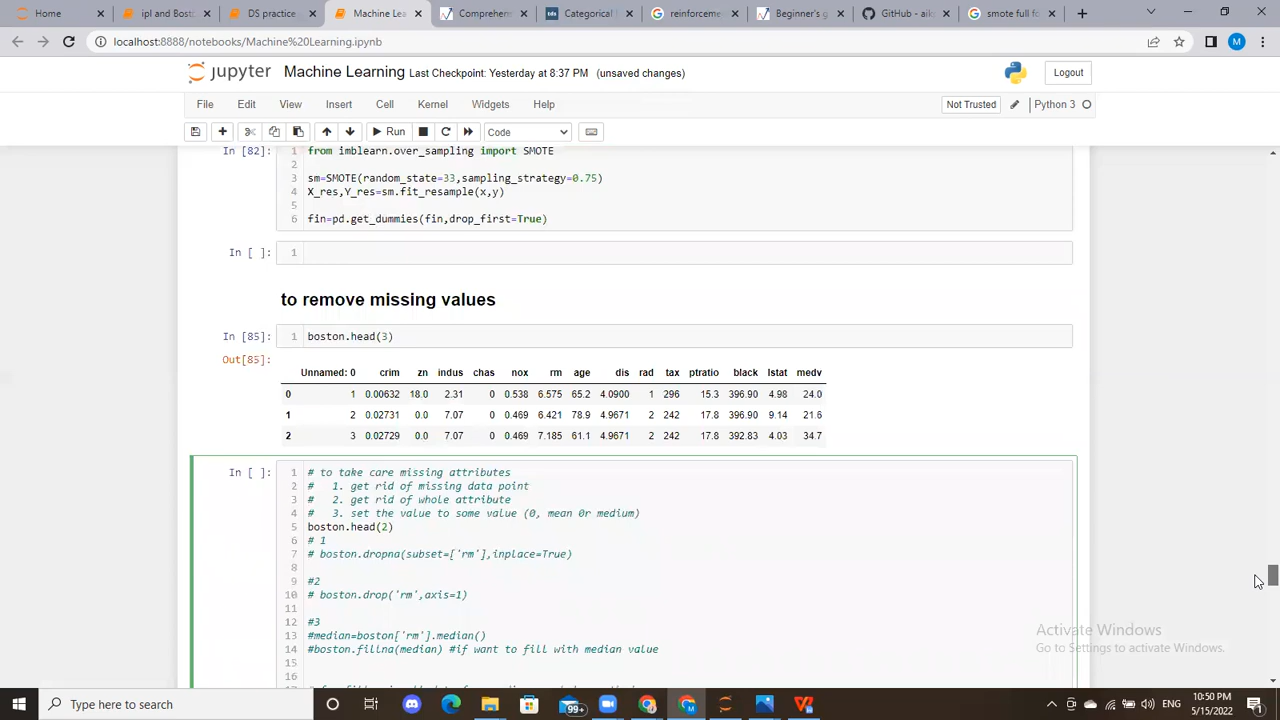 Home
ipl and Bosto
DS practice
Machine Lea
Comprehens
Categorical
reinforceme
Beginner's g
GitHub - aik
smote full fo
localhost:8888/notebooks/Machine%20Learning.ipynb
M
jupyter Machine Learning Last Checkpoint: Yesterday at 8:37 PM (unsaved changes)
Logout
File Edit View Insert Cell Kernel Widgets Help
Not Trusted
Python 3
Run
Code
In [82]:
1 from imblearn.over_sampling import SMOTE
2
3 sm=SMOTE(random_state=33,sampling_strategy=0.75)
4 X_res,Y_res=sm.fit_resample(x,y)
5
6 fin=pd.get_dummies(fin,drop_first=True)
In [ ]: 1
to remove missing values
In [85]: 1 boston.head(3)
Out[85]:
Unnamed: 0 crim zn indus chas nox rm age dis rad tax ptratio black lstat medv
0 1 0.00632 18.0 2.31 0 0.538 6.575 65.2 4.0900 1 296 15.3 396.90 4.98 24.0
1 2 0.02731 0.0 7.07 0 0.469 6.421 78.9 4.9671 2 242 17.8 396.90 9.14 21.6
2 3 0.02729 0.0 7.07 0 0.469 7.185 61.1 4.9671 2 242 17.8 392.83 4.03 34.7
In [ ]: 1 # to take care missing attributes
2 # 1. get rid of missing data point
3 # 2. get rid of whole attribute
4 # 3. set the value to some value (0, mean 0r medium)
5 boston.head(2)
6 # 1
7 # boston.dropna(subset=['rm'],inplace=True)
8
9 #2
10 # boston.drop('rm',axis=1)
11
12 #3
13 #median=boston['rm'].median()
14 #boston.fillna(median) #if want to fill with median value
15
Activate Windows
Go to Settings to activate Windows.
Type here to search
99+
ENG
10:50 PM
5/15/2022
1